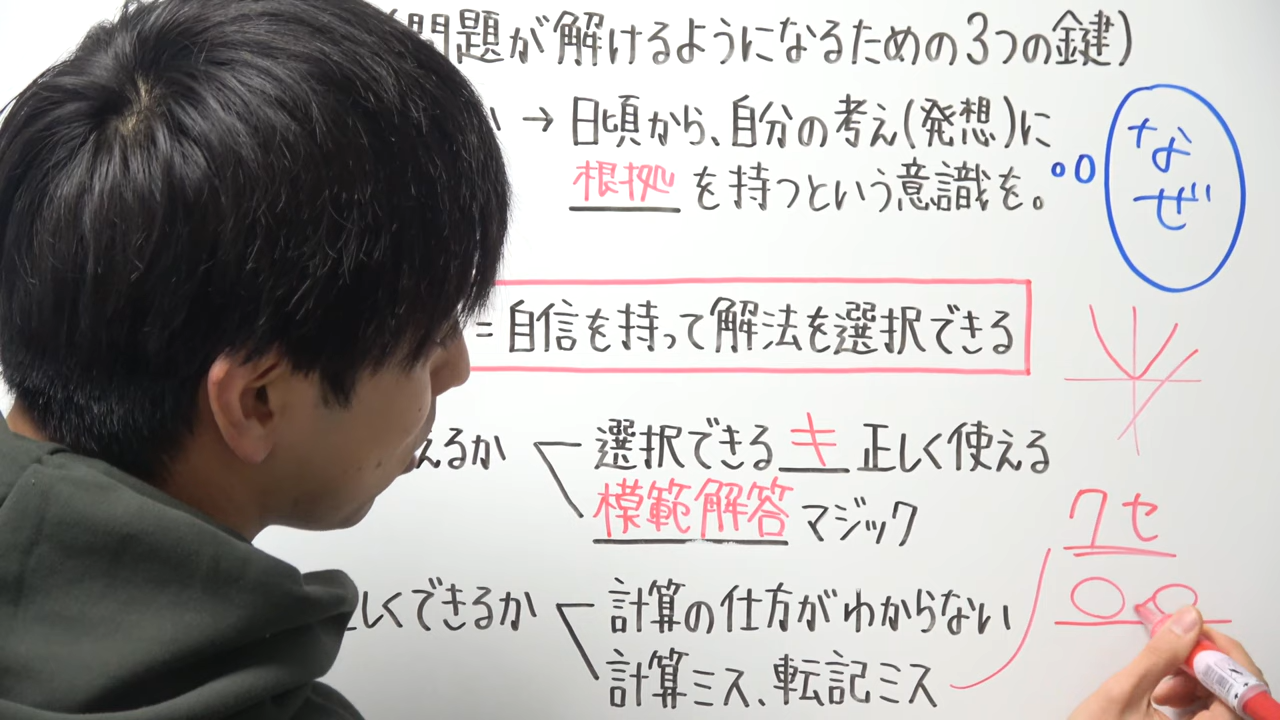 (問題が解けるようになるための3つの鍵)
→ 日頃から、自分の考え(発想)に
根拠を持つという意識を。
なぜ
= 自信を持って解法を選択できる
えるか
選択できる キ 正しく使える
模範解答 マジック
クセ
しくできるか
計算の仕方がわからない
計算ミス、転記ミス